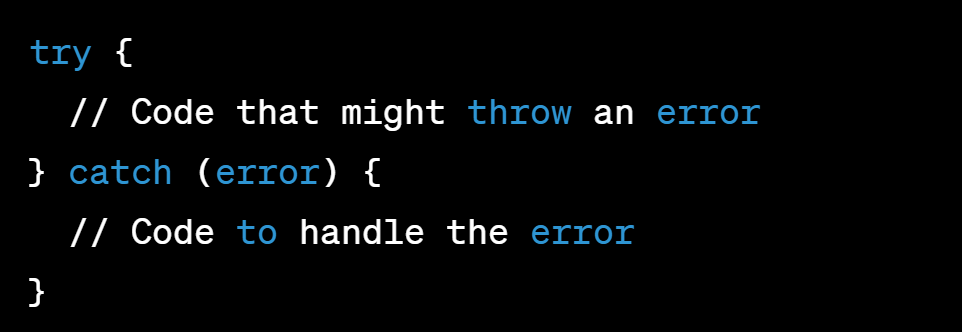 try {
  // Code that might throw an error
} catch (error) {
  // Code to handle the error
}